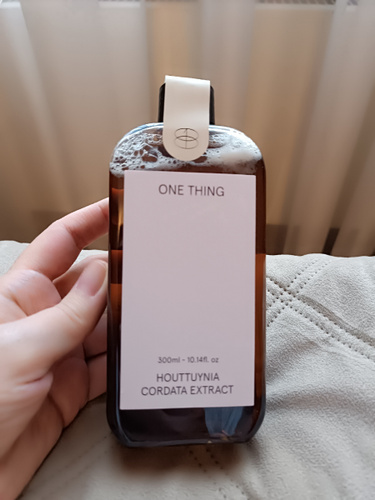 ONE THING
300ml - 10.14fl. oz
HOUTTUYNIA
CORDATA EXTRACT